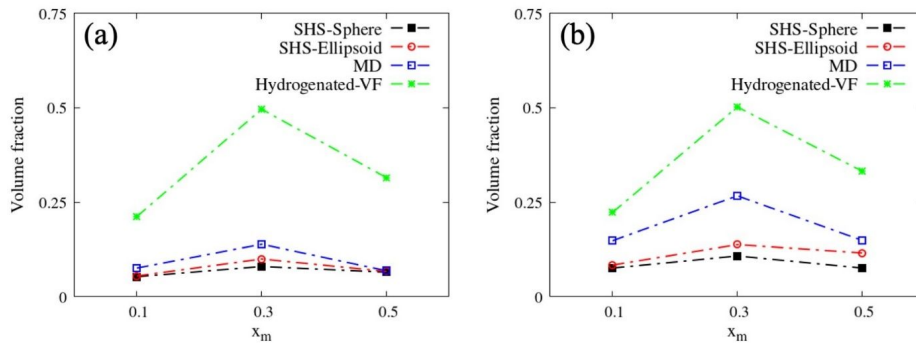 (a)
SHS-Sphere
SHS-Ellipsoid
MD
Hydrogenated-VF
Volume fraction
0.75
0.5
0.25
0
0.1 0.3 0.5
xm
(b)
SHS-Sphere
SHS-Ellipsoid
MD
Hydrogenated-VF
Volume fraction
0.75
0.5
0.25
0
0.1 0.3 0.5
xm